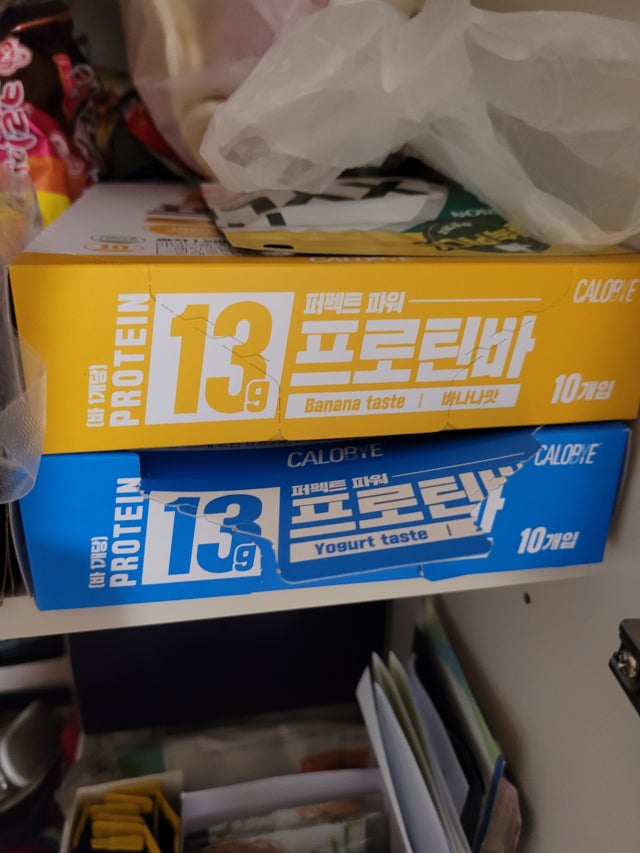 CALOBYE
CALOBYE
(바 1개당)
PROTEIN
13g
퍼펙트 파워
프로틴바
Banana taste | 바나나맛
10개입
CALOBYE
CALOBYE
(바 1개당)
PROTEIN
13g
퍼펙트 파워
프로틴바
Yogurt taste |
10개입